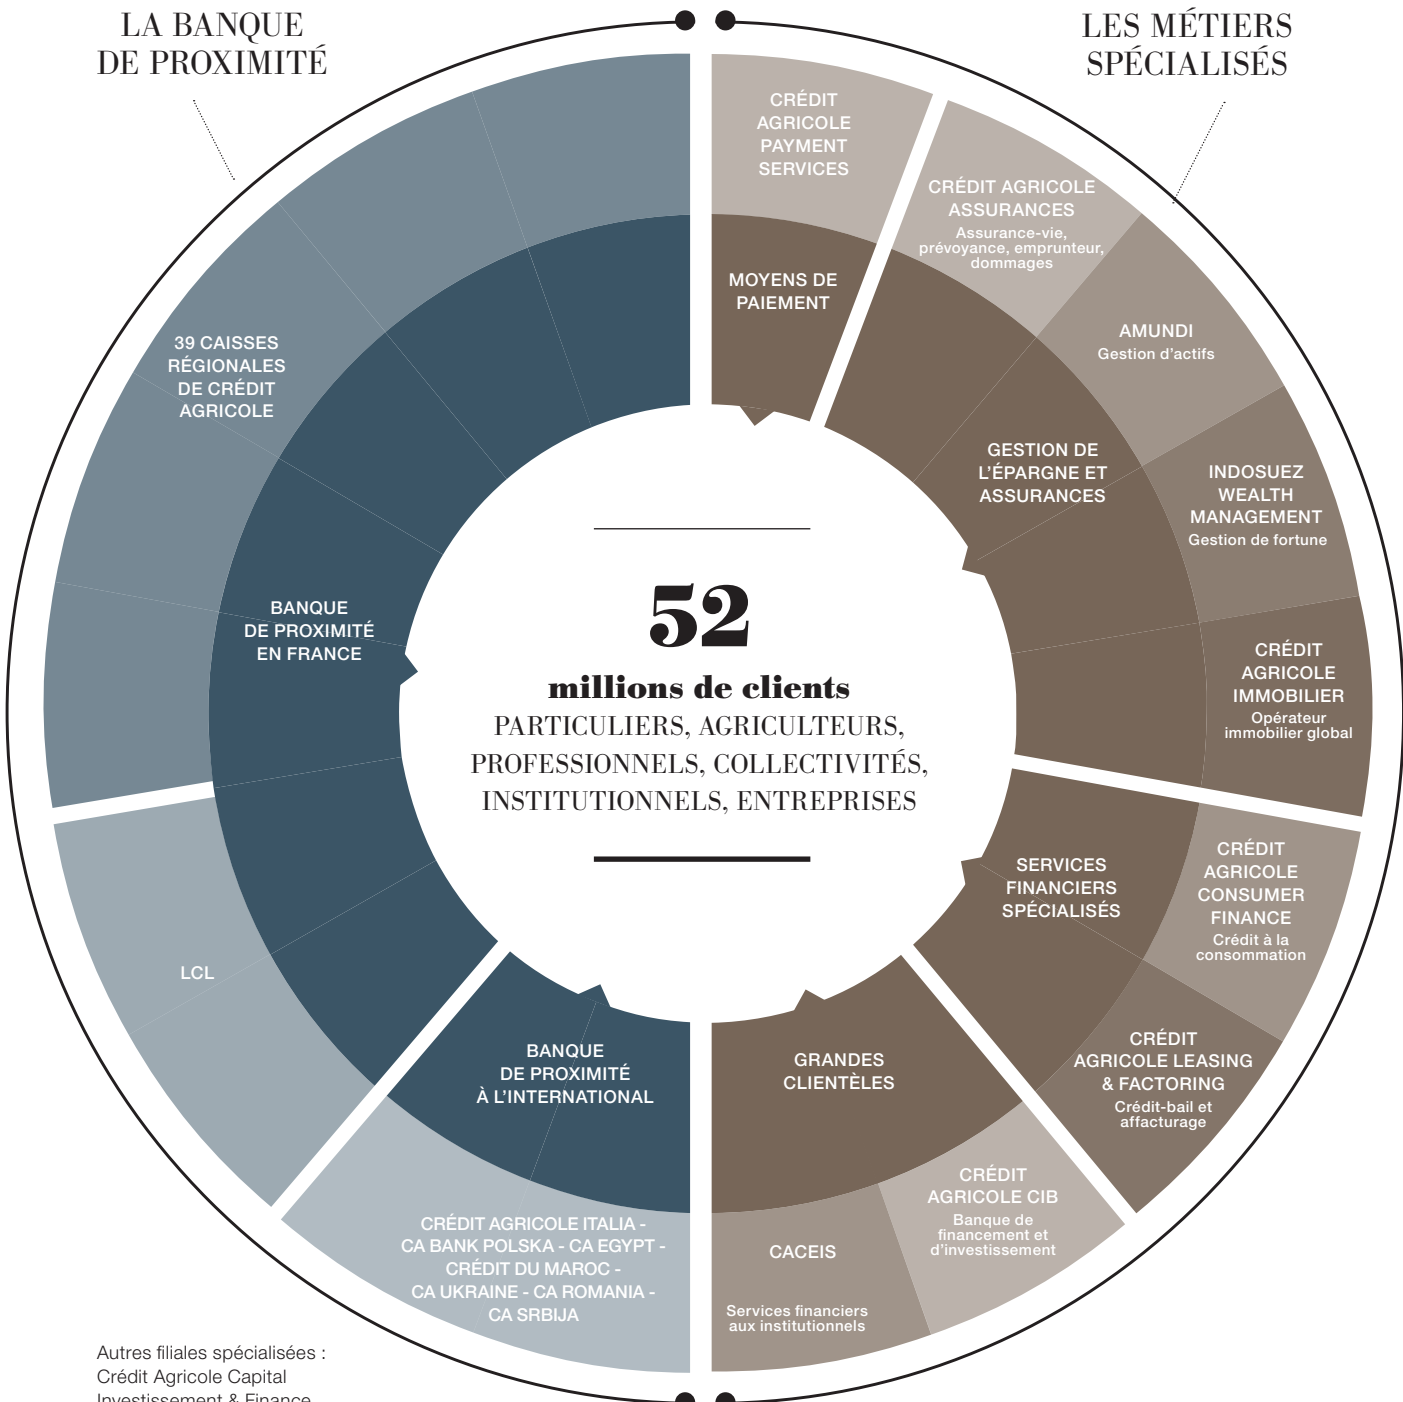 LA BANQUE
DE PROXIMITÉ
LES MÉTIERS
SPÉCIALISÉS
CRÉDIT
AGRICOLE
PAYMENT
SERVICES
MOYENS DE
PAIEMENT
CRÉDIT AGRICOLE
ASSURANCES
Assurance-vie,
prévoyance, emprunteur,
dommages
AMUNDI
Gestion d’actifs
GESTION DE
L’ÉPARGNE ET
ASSURANCES
INDOSUEZ
WEALTH
MANAGEMENT
Gestion de fortune
CRÉDIT
AGRICOLE
IMMOBILIER
Opérateur
immobilier global
39 CAISSES
RÉGIONALES
DE CRÉDIT
AGRICOLE
BANQUE
DE PROXIMITÉ
EN FRANCE
52
millions de clients
PARTICULIERS, AGRICULTEURS,
PROFESSIONNELS, COLLECTIVITÉS,
INSTITUTIONNELS, ENTREPRISES
SERVICES
FINANCIERS
SPÉCIALISÉS
CRÉDIT
AGRICOLE
CONSUMER
FINANCE
Crédit à la
consommation
CRÉDIT
AGRICOLE LEASING
& FACTORING
Crédit-bail et
affacturage
LCL
BANQUE
DE PROXIMITÉ
À L’INTERNATIONAL
GRANDES
CLIENTÈLES
CRÉDIT
AGRICOLE CIB
Banque de
financement et
d’investissement
CACEIS
Services financiers
aux institutionnels
CRÉDIT AGRICOLE ITALIA -
CA BANK POLSKA - CA EGYPT -
CRÉDIT DU MAROC -
CA UKRAINE - CA ROMANIA -
CA SRBIJA
Autres filiales spécialisées :
Crédit Agricole Capital
Investissement & Finance